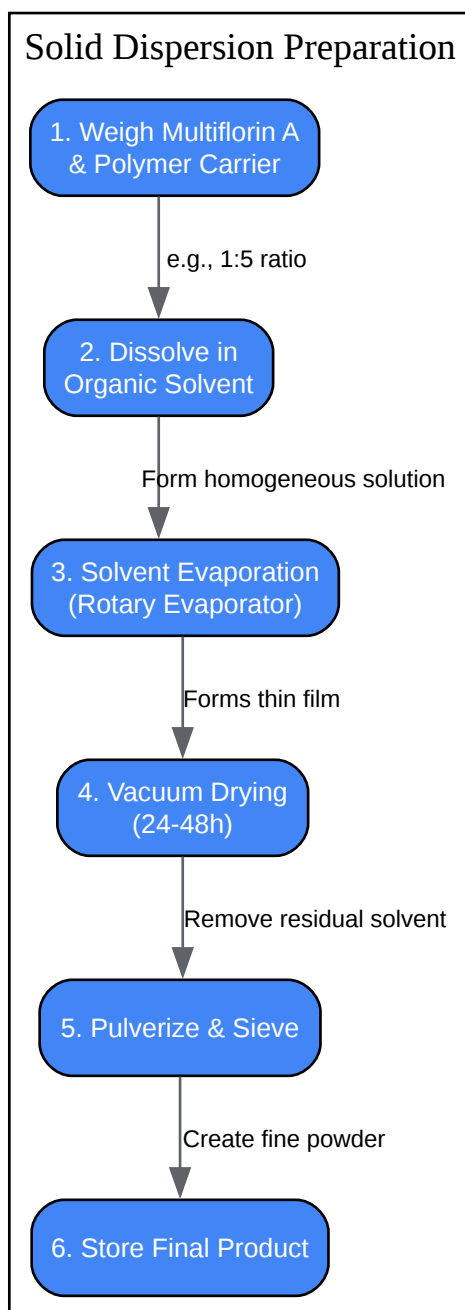 Solid Dispersion Preparation
1. Weigh Multiflorin A
& Polymer Carrier
e.g., 1:5 ratio
2. Dissolve in
Organic Solvent
Form homogeneous solution
3. Solvent Evaporation
(Rotary Evaporator)
Forms thin film
4. Vacuum Drying
(24-48h)
Remove residual solvent
5. Pulverize & Sieve
Create fine powder
6. Store Final Product